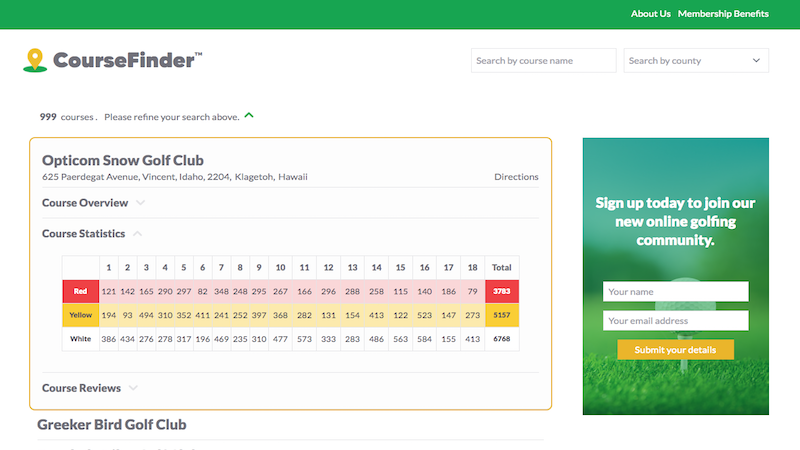 About Us Membership Benefits
CourseFinder™
Search by course name
Search by county
999 courses. Please refine your search above.
Opticom Snow Golf Club
625 Paerdegat Avenue, Vincent, Idaho, 2204, Klagetoh, Hawaii
Directions
Course Overview
Course Statistics
1 2 3 4 5 6 7 8 9 10 11 12 13 14 15 16 17 18 Total
Red 121 142 165 290 297 82 348 248 295 267 166 296 288 258 115 140 186 79 3783
Yellow 194 93 494 310 352 411 241 252 397 368 282 131 154 413 122 523 147 273 5157
White 386 434 276 278 317 196 469 235 310 477 573 333 283 486 563 584 155 413 6768
Course Reviews
Greeker Bird Golf Club
Sign up today to join our
new online golfing
community.
Your name
Your email address
Submit your details